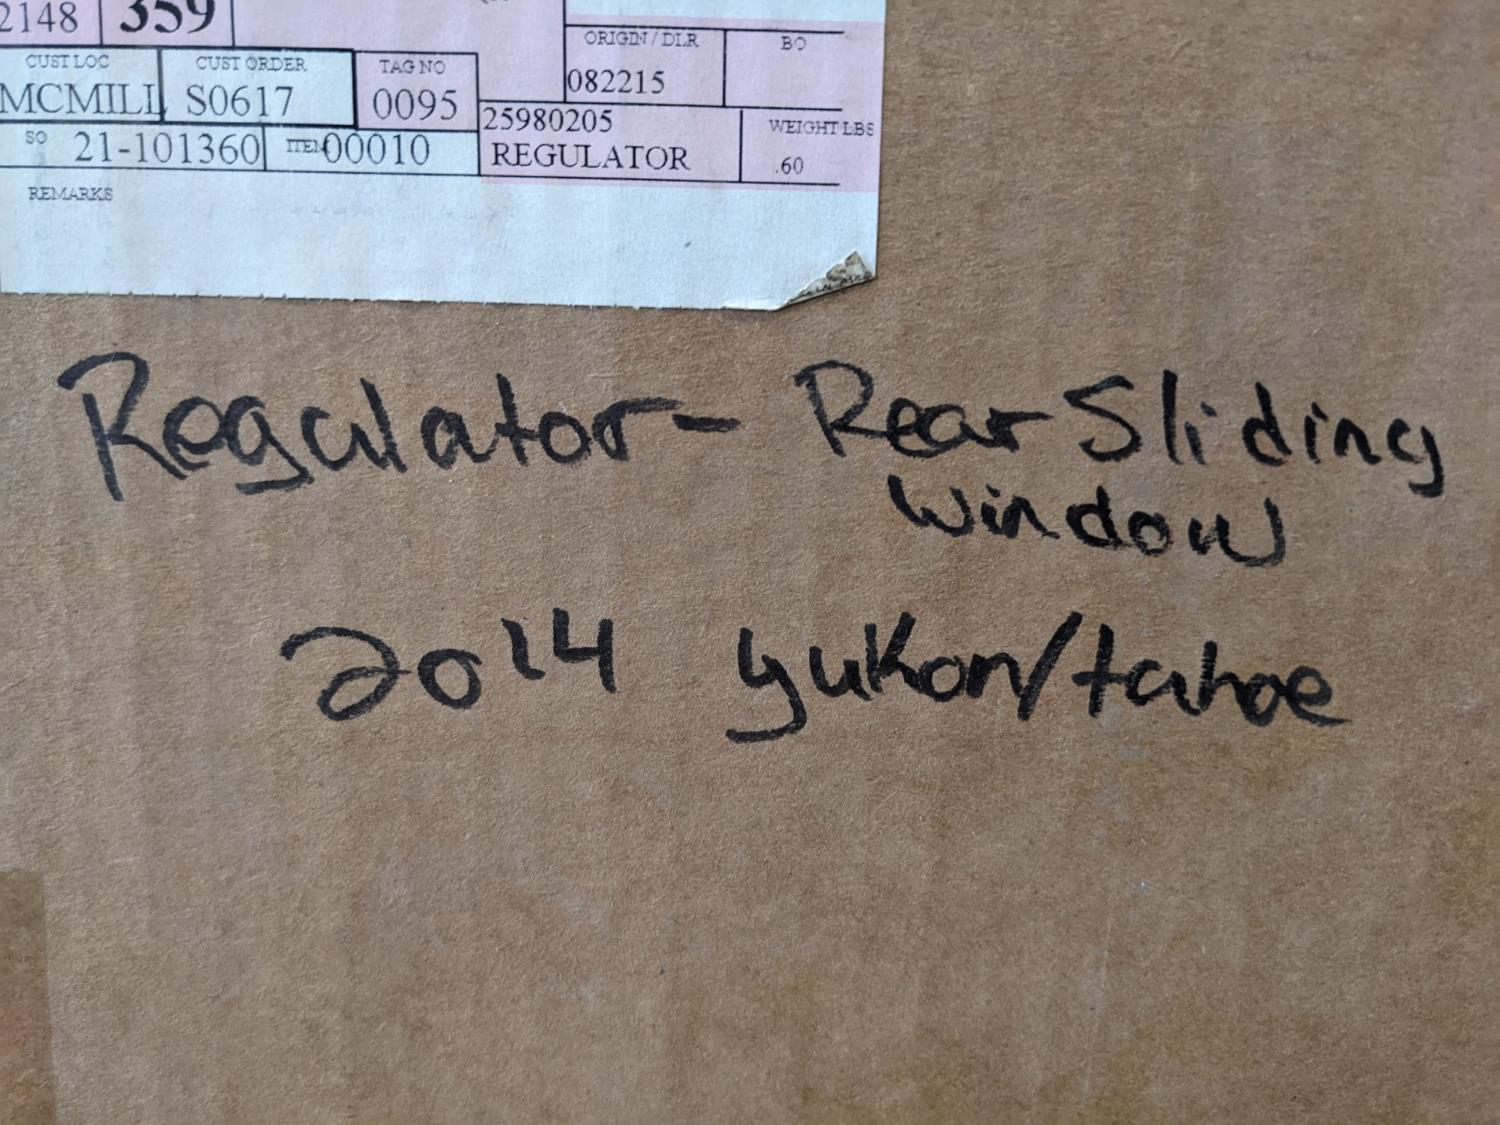 2148 359
ORIGIN / DLR BO
CUST LOC CUST ORDER TAG NO 082215
MCMILL S0617 0095 25980205 WEIGHT LBS
SO 21-101360 ITEM 00010 REGULATOR .60
REMARKS
Regulator - Rear Sliding
Window
2014 yukon/tahoe